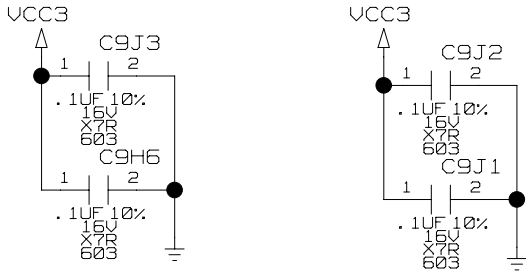 VCC3
C9J3
1 2
.1UF 10%
16V
X7R
603
C9H6
1 2
.1UF 10%
16V
X7R
603
VCC3
C9J2
1 2
.1UF 10%
16V
X7R
603
C9J1
1 2
.1UF 10%
16V
X7R
603